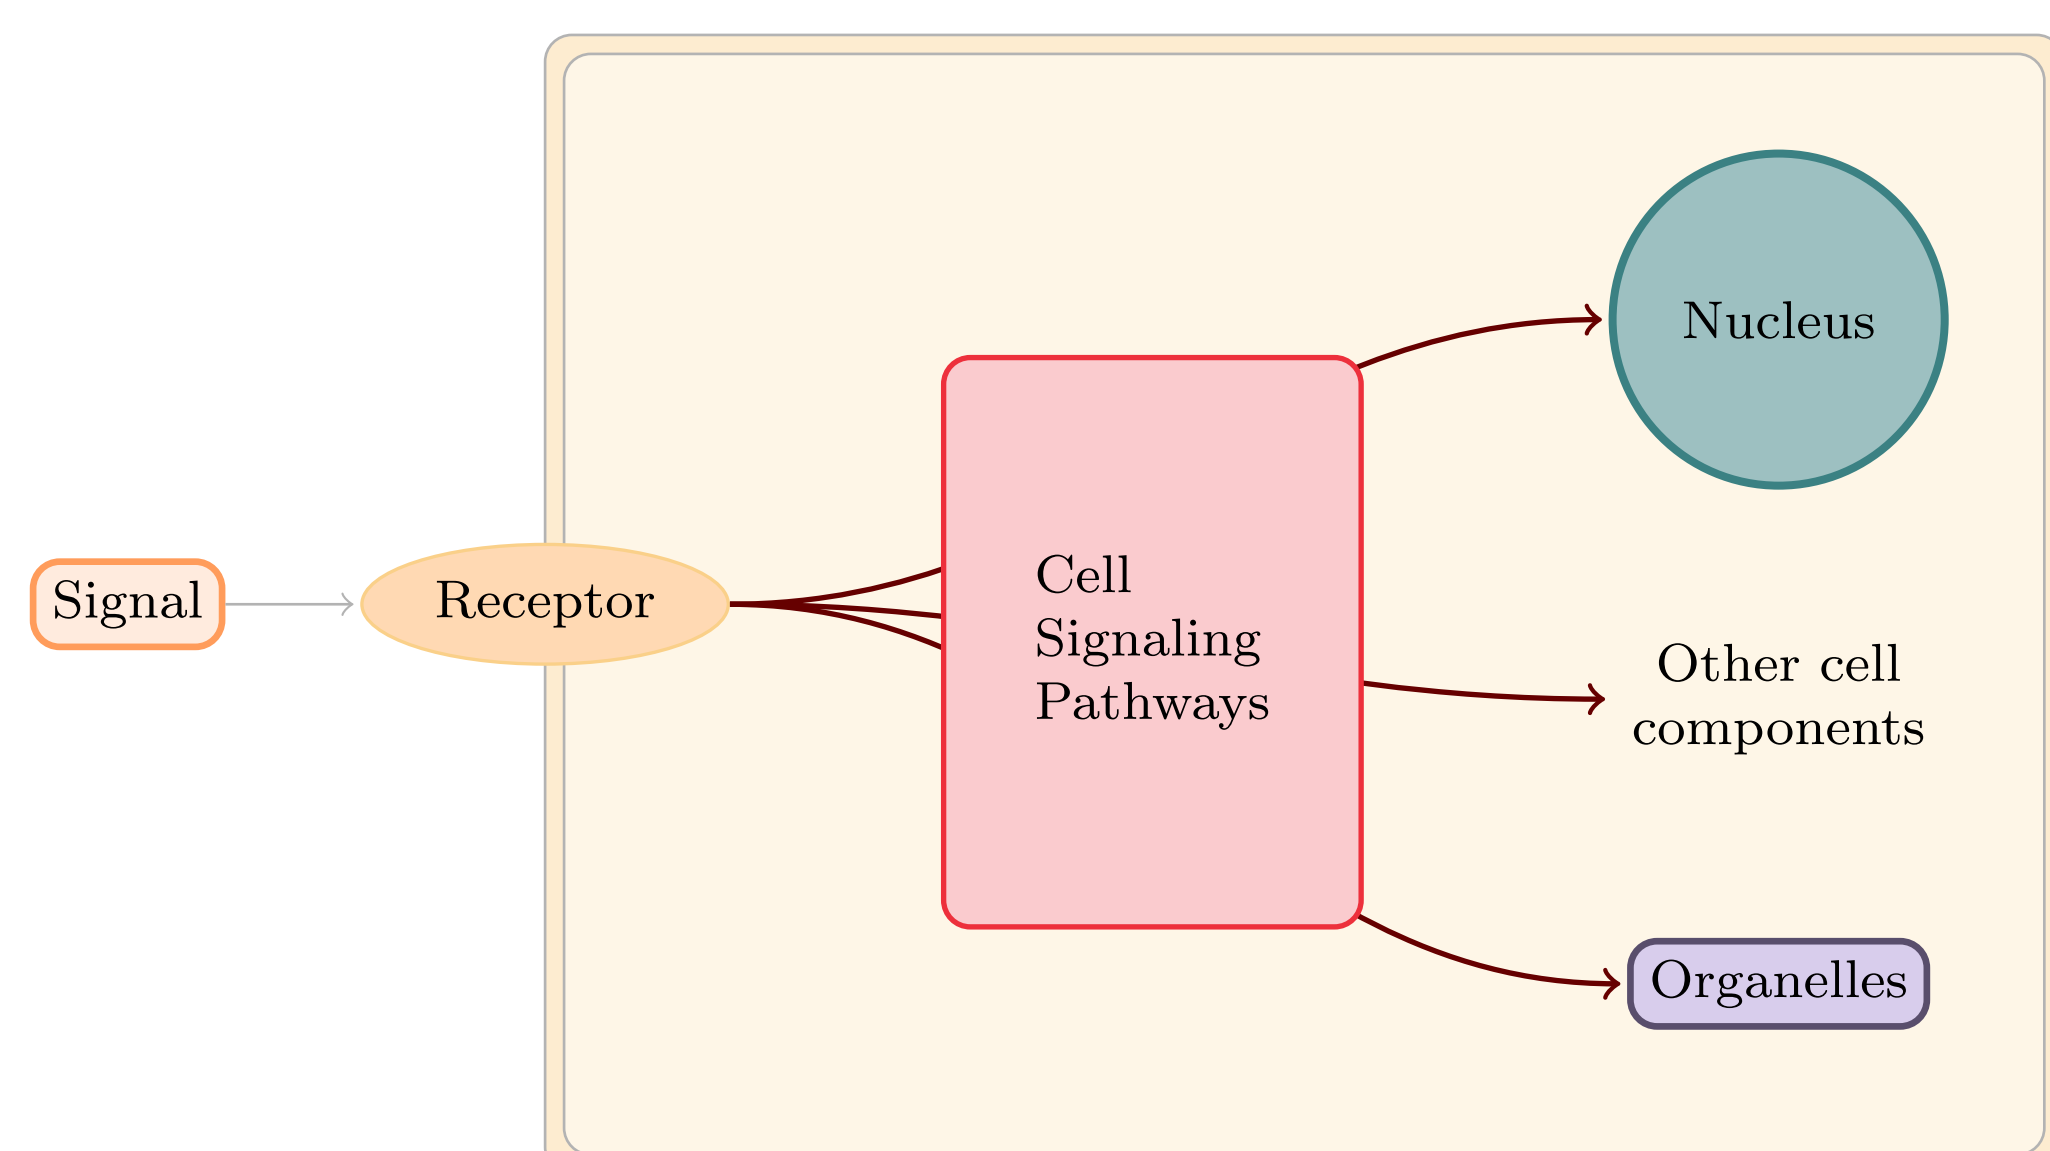 Signal
Receptor
Cell
Signaling
Pathways
Nucleus
Other cell
components
Organelles